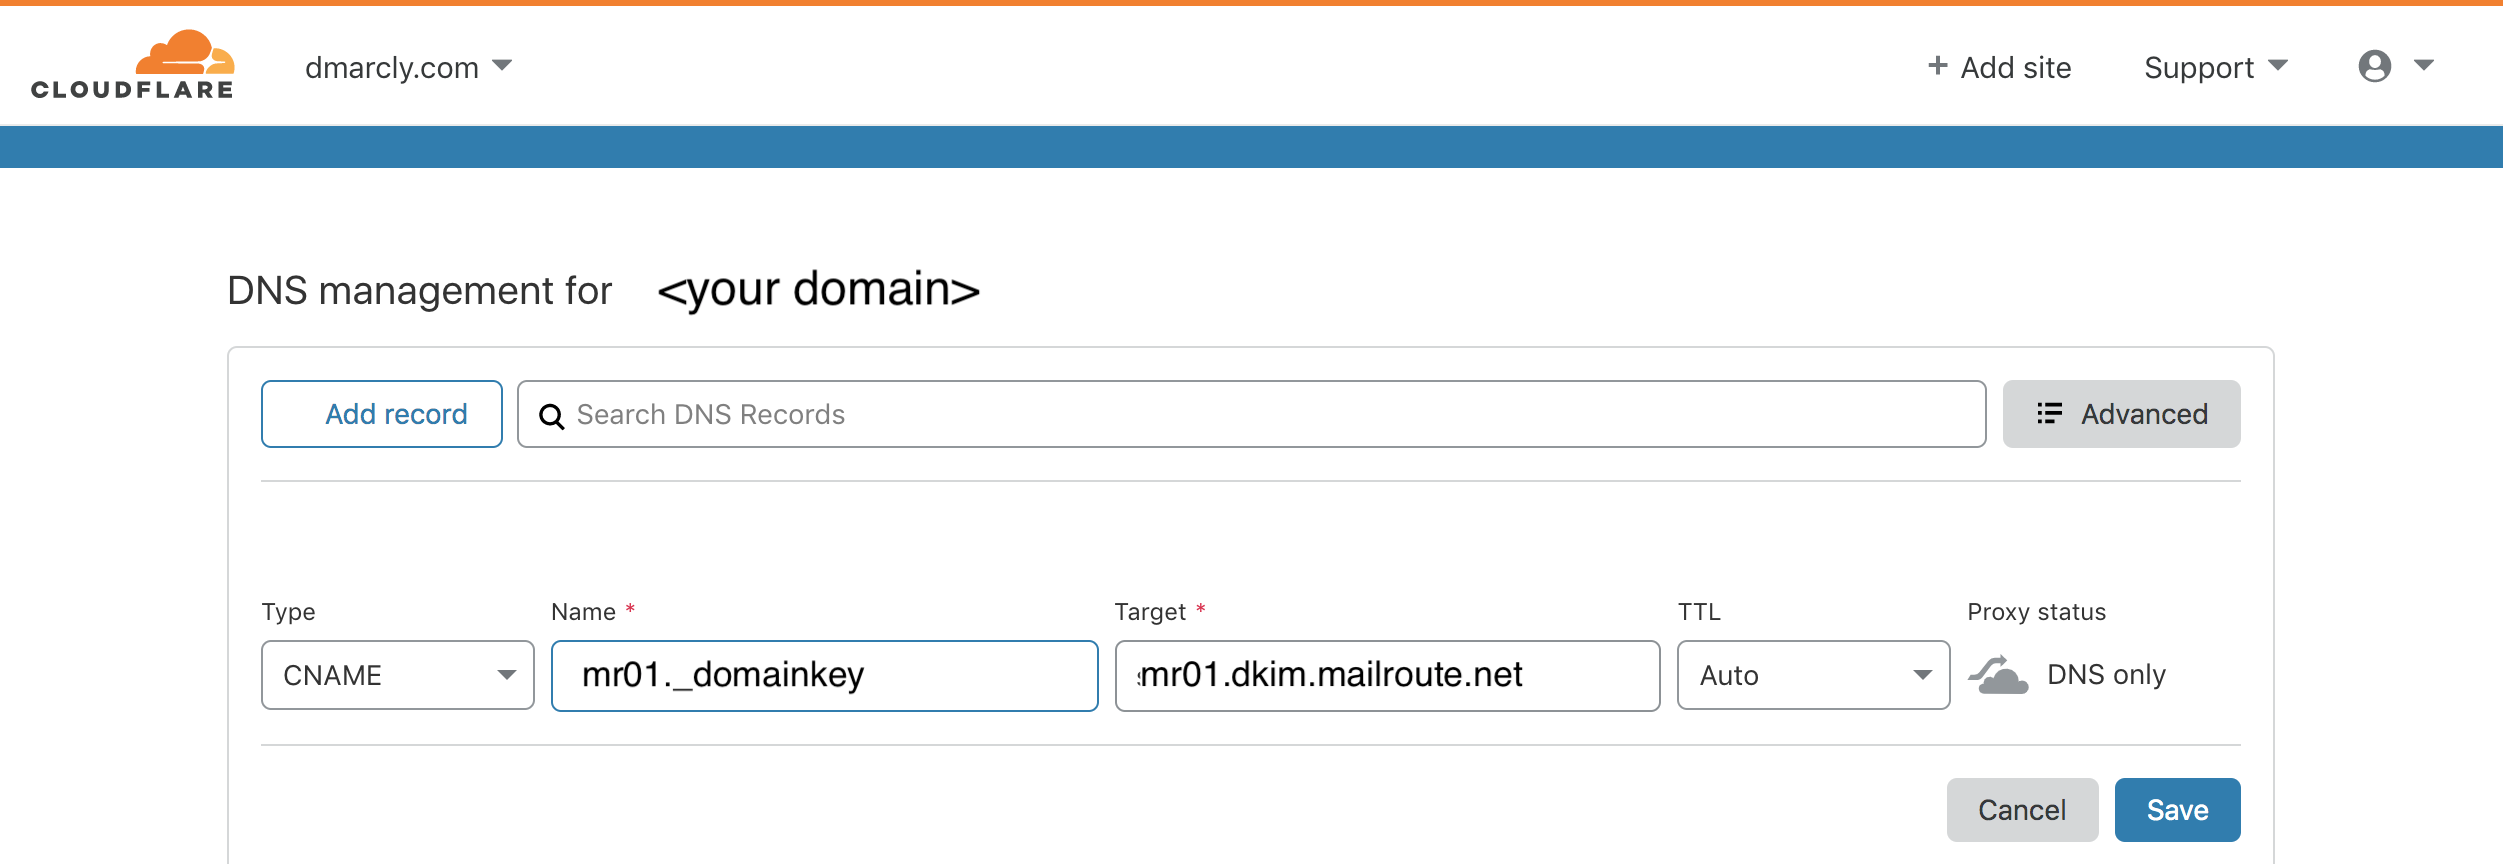 CLOUDFLARE
dmarcly.com
+ Add site
Support
DNS management for <your domain>
Add record
Search DNS Records
Advanced
Type
Name *
Target *
TTL
Proxy status
CNAME
mr01._domainkey
mr01.dkim.mailroute.net
Auto
DNS only
Cancel
Save